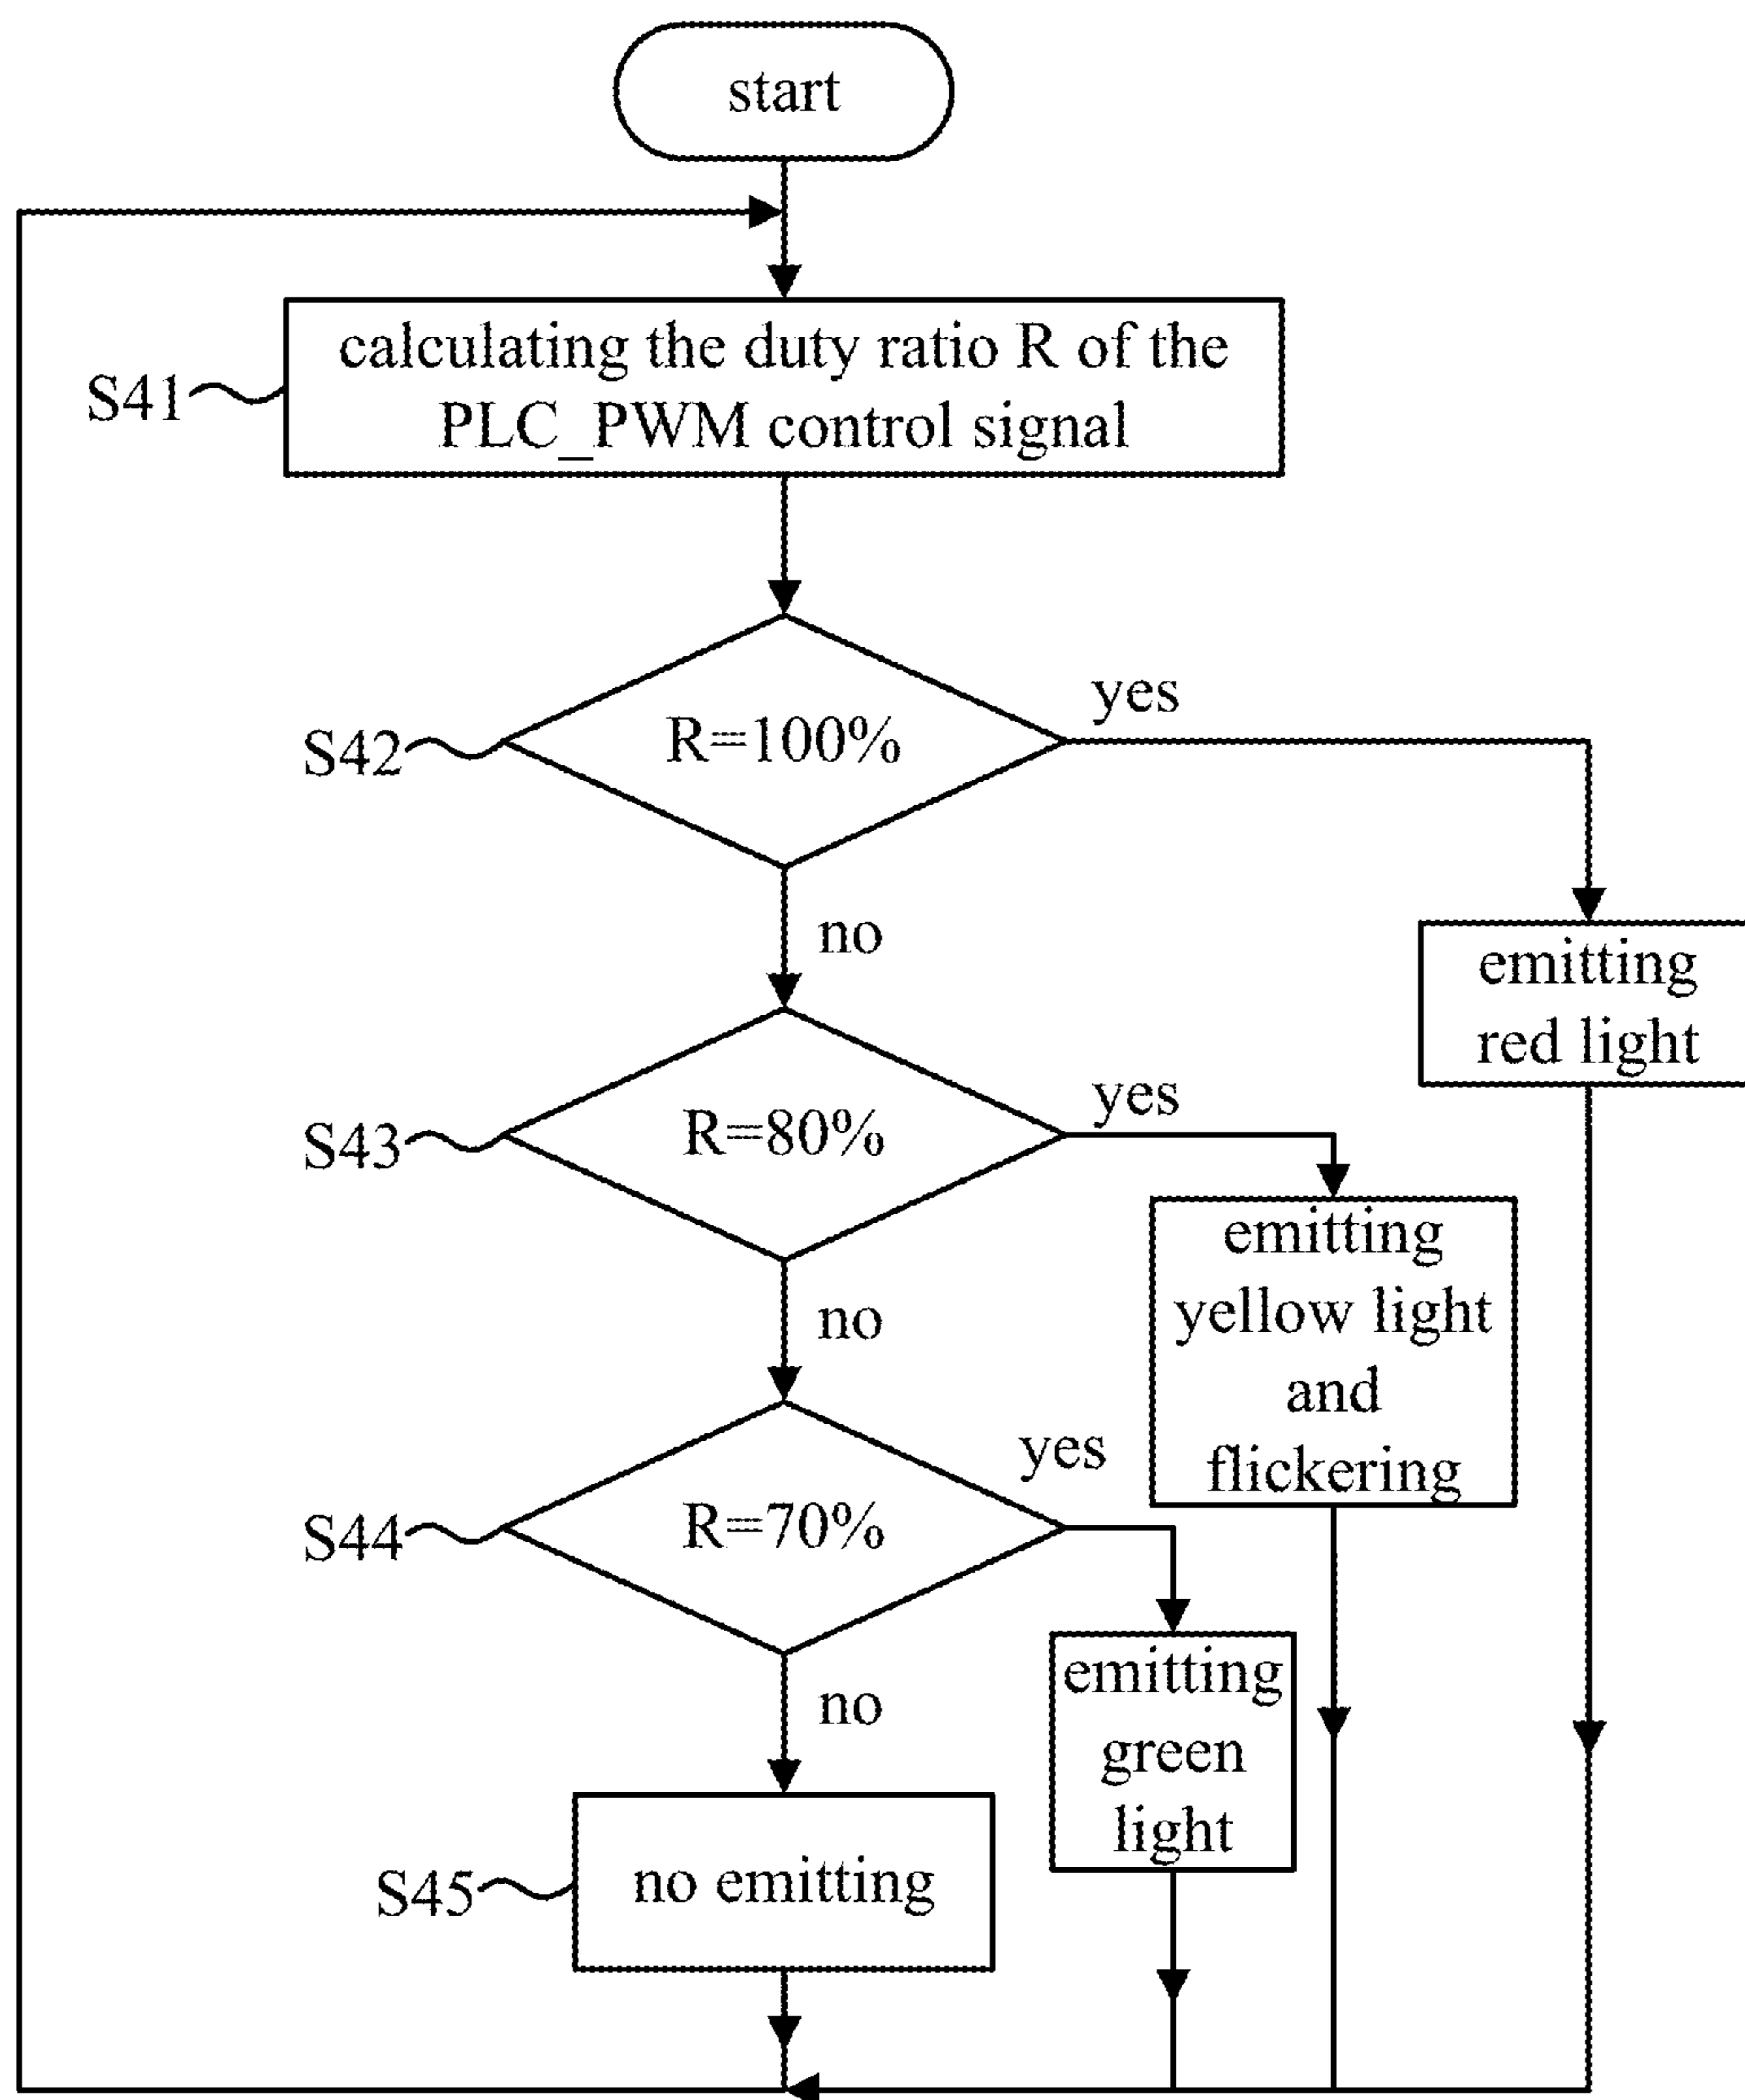 start
calculating the duty ratio R of the
PLC_PWM control signal
S41
R=100%
yes
S42
no
emitting
red light
R=80%
yes
S43
no
emitting
yellow light
and
flickering
R=70%
yes
S44
no
emitting
green
light
no emitting
S45